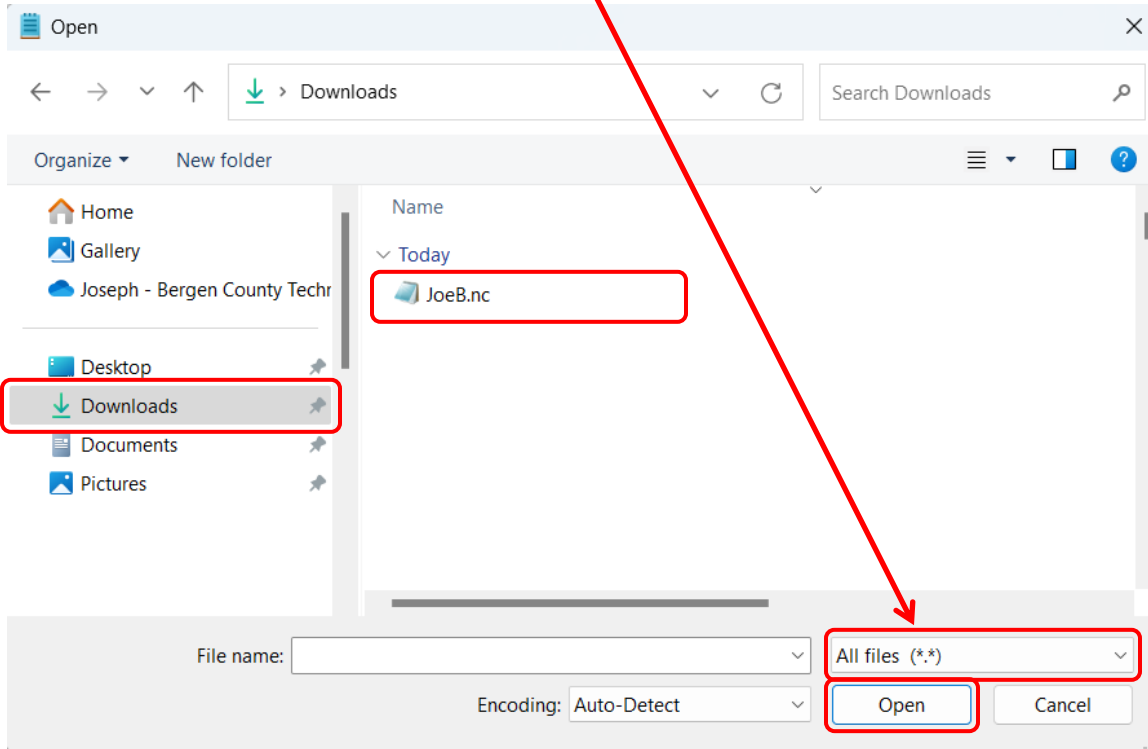 Open
Downloads
Search Downloads
Organize
New folder
Home
Gallery
Joseph - Bergen County Techr
Desktop
Downloads
Documents
Pictures
Name
Today
JoeB.nc
File name:
All files (*.*)
Encoding: Auto-Detect
Open
Cancel